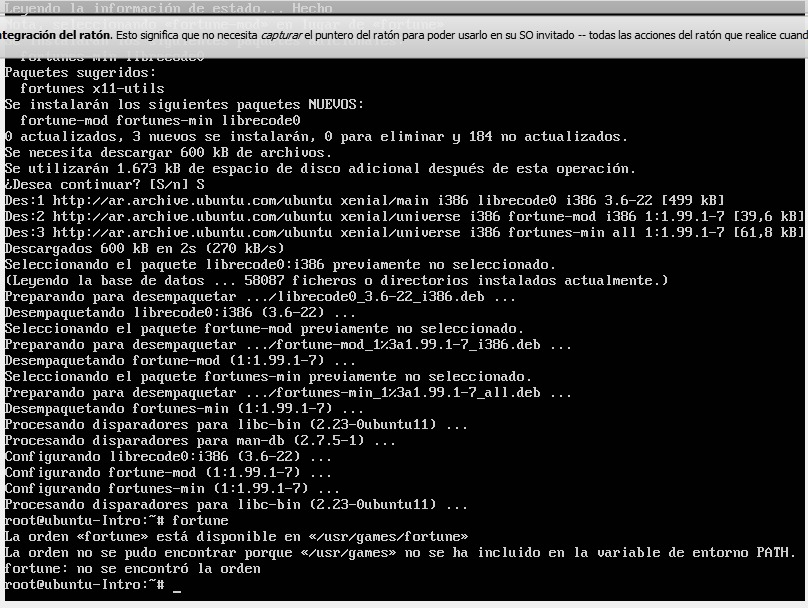 Leyendo la información de estado... Hecho
ntegración del ratón. Esto significa que no necesita capturar el puntero del ratón para poder usarlo en su SO invitado -- todas las acciones del ratón que realice cuand
fortunes-min librecode0
Paquetes sugeridos:
fortunes x11-utils
Se instalarán los siguientes paquetes NUEVOS:
fortune-mod fortunes-min librecode0
0 actualizados, 3 nuevos se instalarán, 0 para eliminar y 184 no actualizados.
Se necesita descargar 600 kB de archivos.
Se utilizarán 1.673 kB de espacio de disco adicional después de esta operación.
¿Desea continuar? [S/n] S
Des:1 http://ar.archive.ubuntu.com/ubuntu xenial/main i386 librecode0 i386 3.6-22 [499 kB]
Des:2 http://ar.archive.ubuntu.com/ubuntu xenial/universe i386 fortune-mod i386 1:1.99.1-7 [39,6 kB]
Des:3 http://ar.archive.ubuntu.com/ubuntu xenial/universe i386 fortunes-min all 1:1.99.1-7 [61,8 kB]
Descargados 600 kB en 2s (270 kB/s)
Seleccionando el paquete librecode0:i386 previamente no seleccionado.
(Leyendo la base de datos ... 58087 ficheros o directorios instalados actualmente.)
Preparando para desempaquetar .../librecode0_3.6-22_i386.deb ...
Desempaquetando librecode0:i386 (3.6-22) ...
Seleccionando el paquete fortune-mod previamente no seleccionado.
Preparando para desempaquetar .../fortune-mod_1%3a1.99.1-7_i386.deb ...
Desempaquetando fortune-mod (1:1.99.1-7) ...
Seleccionando el paquete fortunes-min previamente no seleccionado.
Preparando para desempaquetar .../fortunes-min_1%3a1.99.1-7_all.deb ...
Desempaquetando fortunes-min (1:1.99.1-7) ...
Procesando disparadores para libc-bin (2.23-0ubuntu11) ...
Procesando disparadores para man-db (2.7.5-1) ...
Configurando librecode0:i386 (3.6-22) ...
Configurando fortune-mod (1:1.99.1-7) ...
Configurando fortunes-min (1:1.99.1-7) ...
Procesando disparadores para libc-bin (2.23-0ubuntu11) ...
root@ubuntu-Intro:~# fortune
La orden «fortune» está disponible en «/usr/games/fortune»
La orden no se pudo encontrar porque «/usr/games» no se ha incluido en la variable de entorno PATH.
fortune: no se encontró la orden
root@ubuntu-Intro:~# _